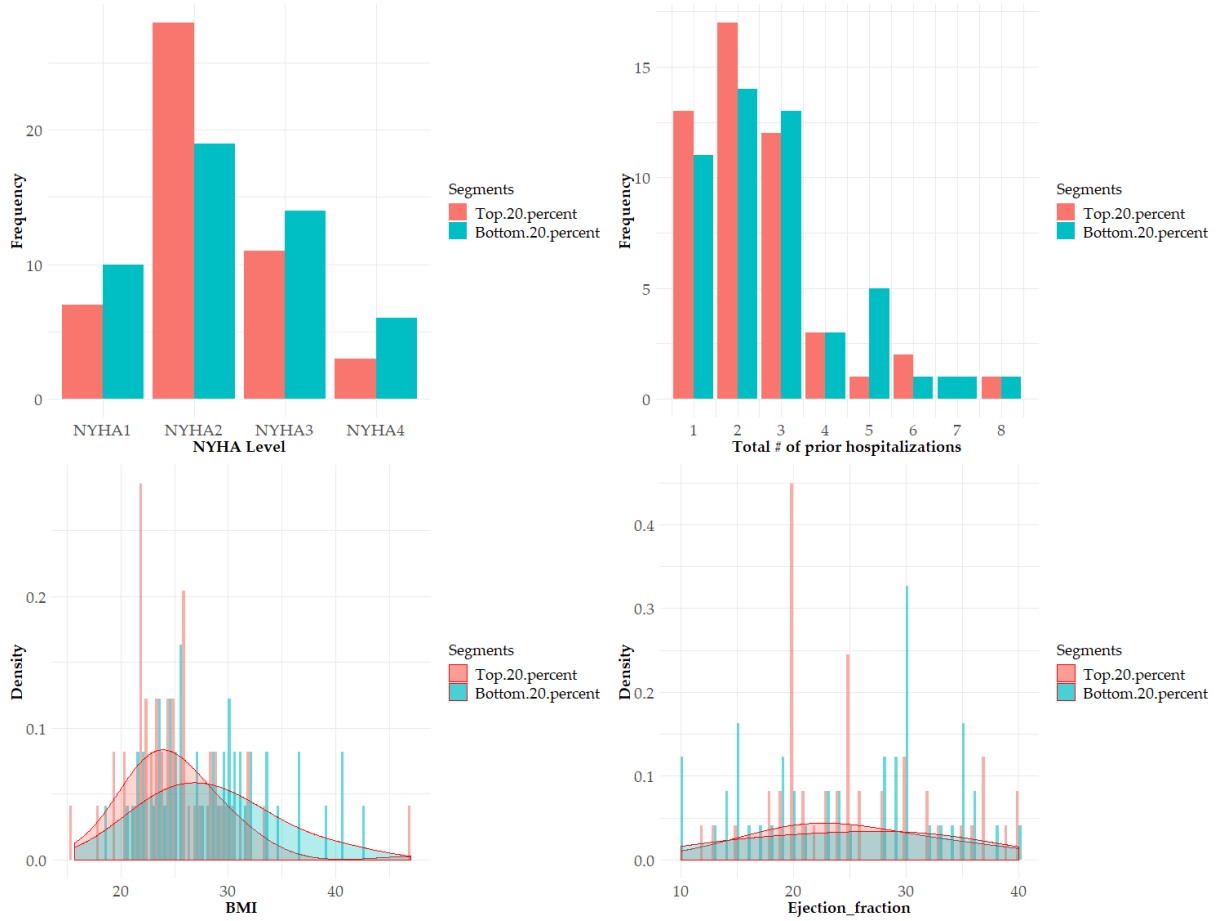 20
10
0
Frequency
NYHA1 NYHA2 NYHA3 NYHA4
NYHA Level
Segments
Top.20.percent
Bottom.20.percent
15
10
5
0
Frequency
1 2 3 4 5 6 7 8
Total # of prior hospitalizations
Segments
Top.20.percent
Bottom.20.percent
0.2
0.1
0.0
Density
20 30 40
BMI
Segments
Top.20.percent
Bottom.20.percent
0.4
0.3
0.2
0.1
0.0
Density
10 20 30 40
Ejection_fraction
Segments
Top.20.percent
Bottom.20.percent